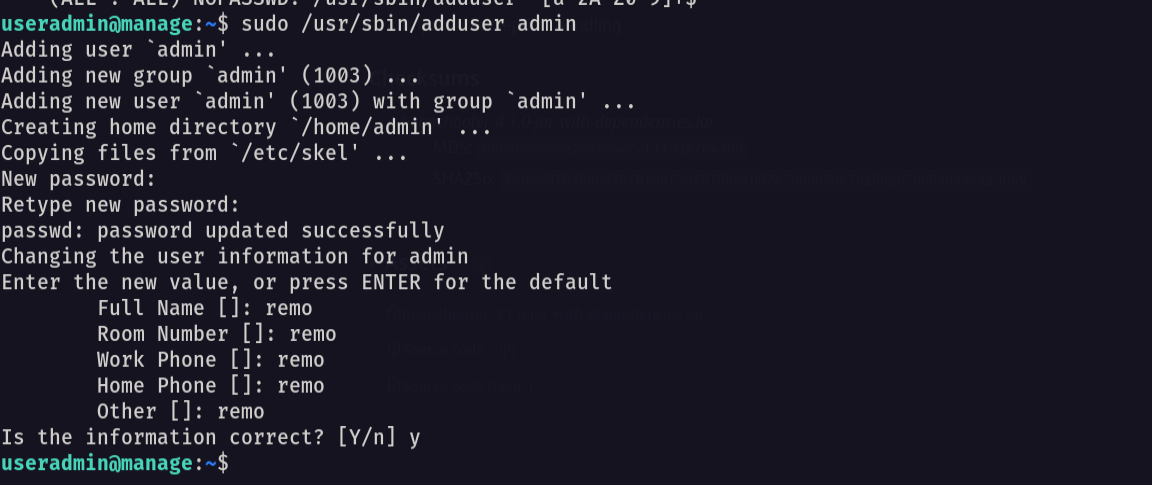 (ALL : ALL) NOPASSWD: /usr/sbin/adduser ^[a-zA-Z0-9]+$
useradmin@manage:~$ sudo /usr/sbin/adduser admin
Adding user `admin' ...
Adding new group `admin' (1003) ...
Adding new user `admin' (1003) with group `admin' ...
Creating home directory `/home/admin' ...
Copying files from `/etc/skel' ...
New password:
Retype new password:
passwd: password updated successfully
Changing the user information for admin
Enter the new value, or press ENTER for the default
Full Name []: remo
Room Number []: remo
Work Phone []: remo
Home Phone []: remo
Other []: remo
Is the information correct? [Y/n] y
useradmin@manage:~$